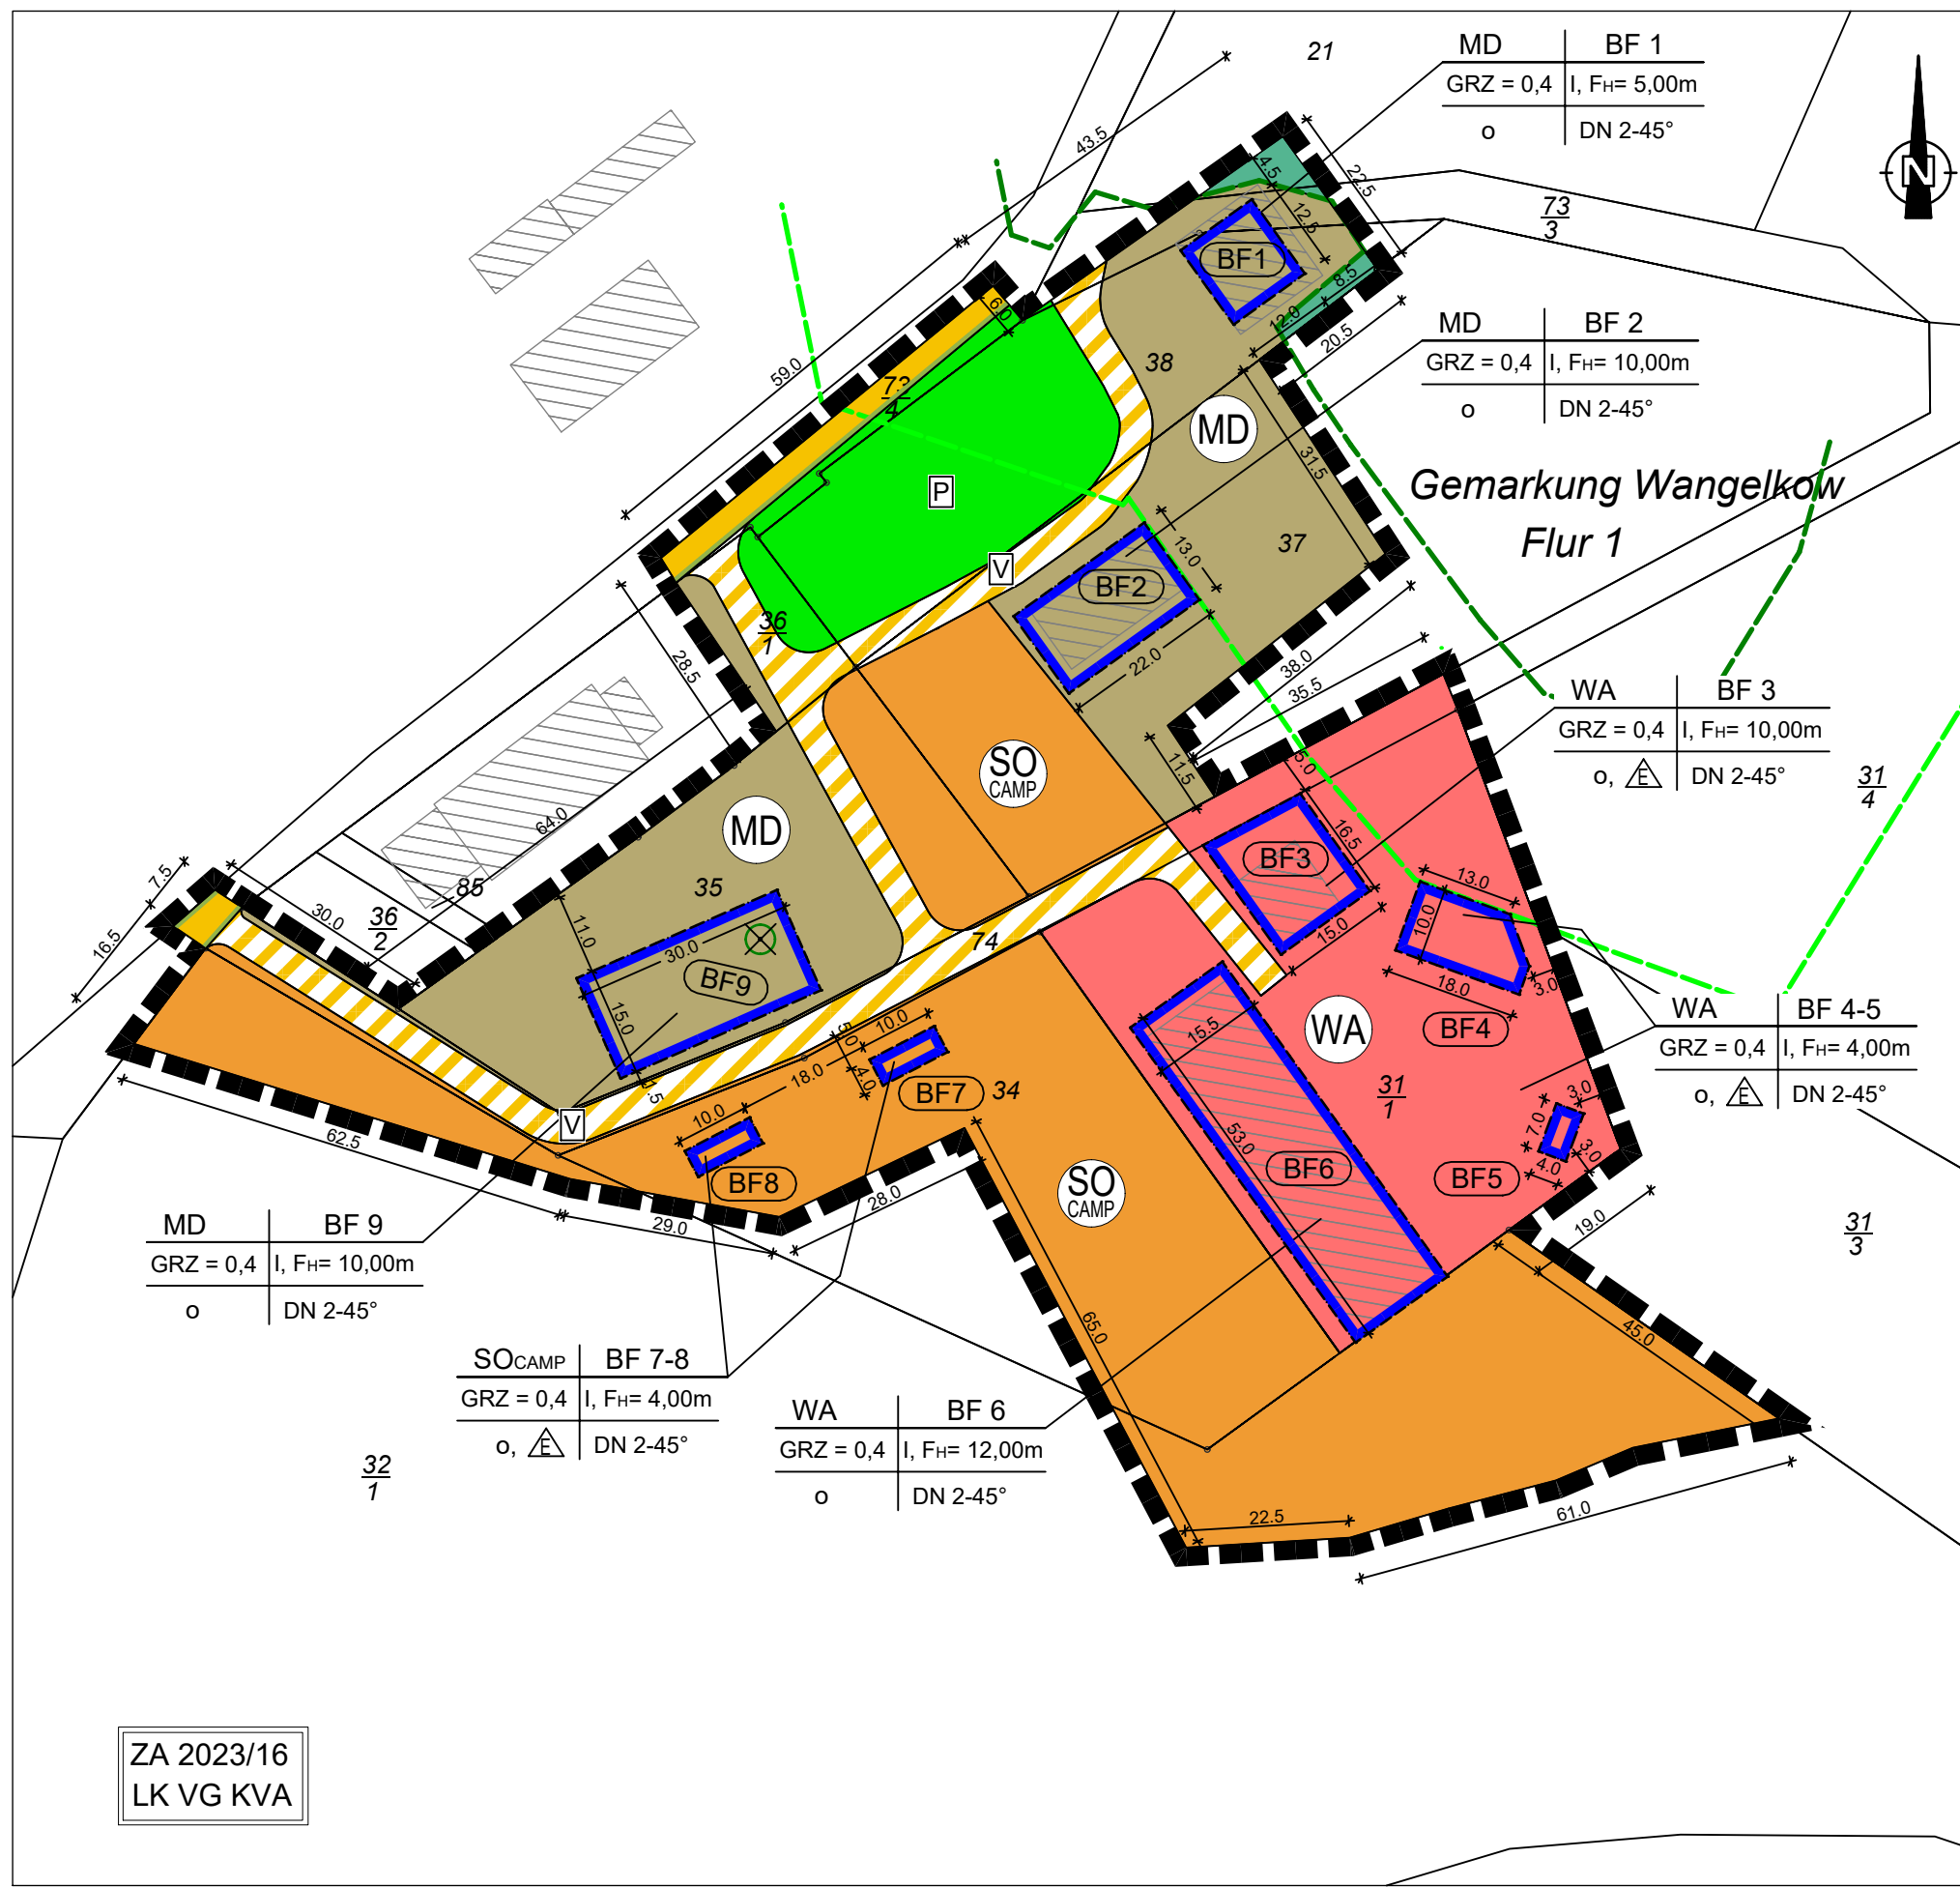 21
MD BF 1
GRZ = 0,4 I, FH= 5,00m
o DN 2-45°
N
43.5
4.5
22.5
12.5
73
3
BF1
8.5
12.0
20.5
6.0
59.0
73
4
38
MD
MD BF 2
GRZ = 0,4 I, FH= 10,00m
o DN 2-45°
31.5
P
Gemarkung Wangelkow
Flur 1
37
13.0
V
BF2
36
1
22.0
28.5
38.0
35.5
WA BF 3
GRZ = 0,4 I, FH= 10,00m
o, E DN 2-45°
SO
CAMP
11.5
5.0
31
4
64.0
MD
16.5
BF3
7.5
85
35
13.0
30.0
36
2
11.0
10.0
16.5
30.0
74
15.0
BF9
18.0
3.0
15.0
10.0
5.0
15.5
WA
BF4
WA BF 4-5
GRZ = 0,4 I, FH= 4,00m
o, E DN 2-45°
18.0
4.0
BF7
34
31
1
3.0
1.5
10.0
7.0
V
62.5
53.0
BF6
3.0
4.0
BF8
BF5
SO
CAMP
28.0
29.0
19.0
31
3
MD BF 9
GRZ = 0,4 I, FH= 10,00m
o DN 2-45°
65.0
45.0
SOCAMP BF 7-8
GRZ = 0,4 I, FH= 4,00m
o, E DN 2-45°
WA BF 6
GRZ = 0,4 I, FH= 12,00m
o DN 2-45°
32
1
22.5
61.0
ZA 2023/16
LK VG KVA